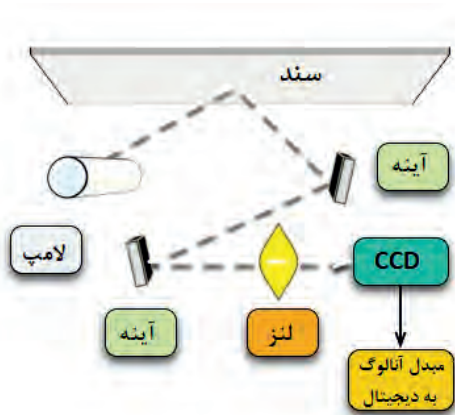 سند
آینه
لامپ
CCD
آینه
لنز
مبدل آنالوگ
به دیجیتال